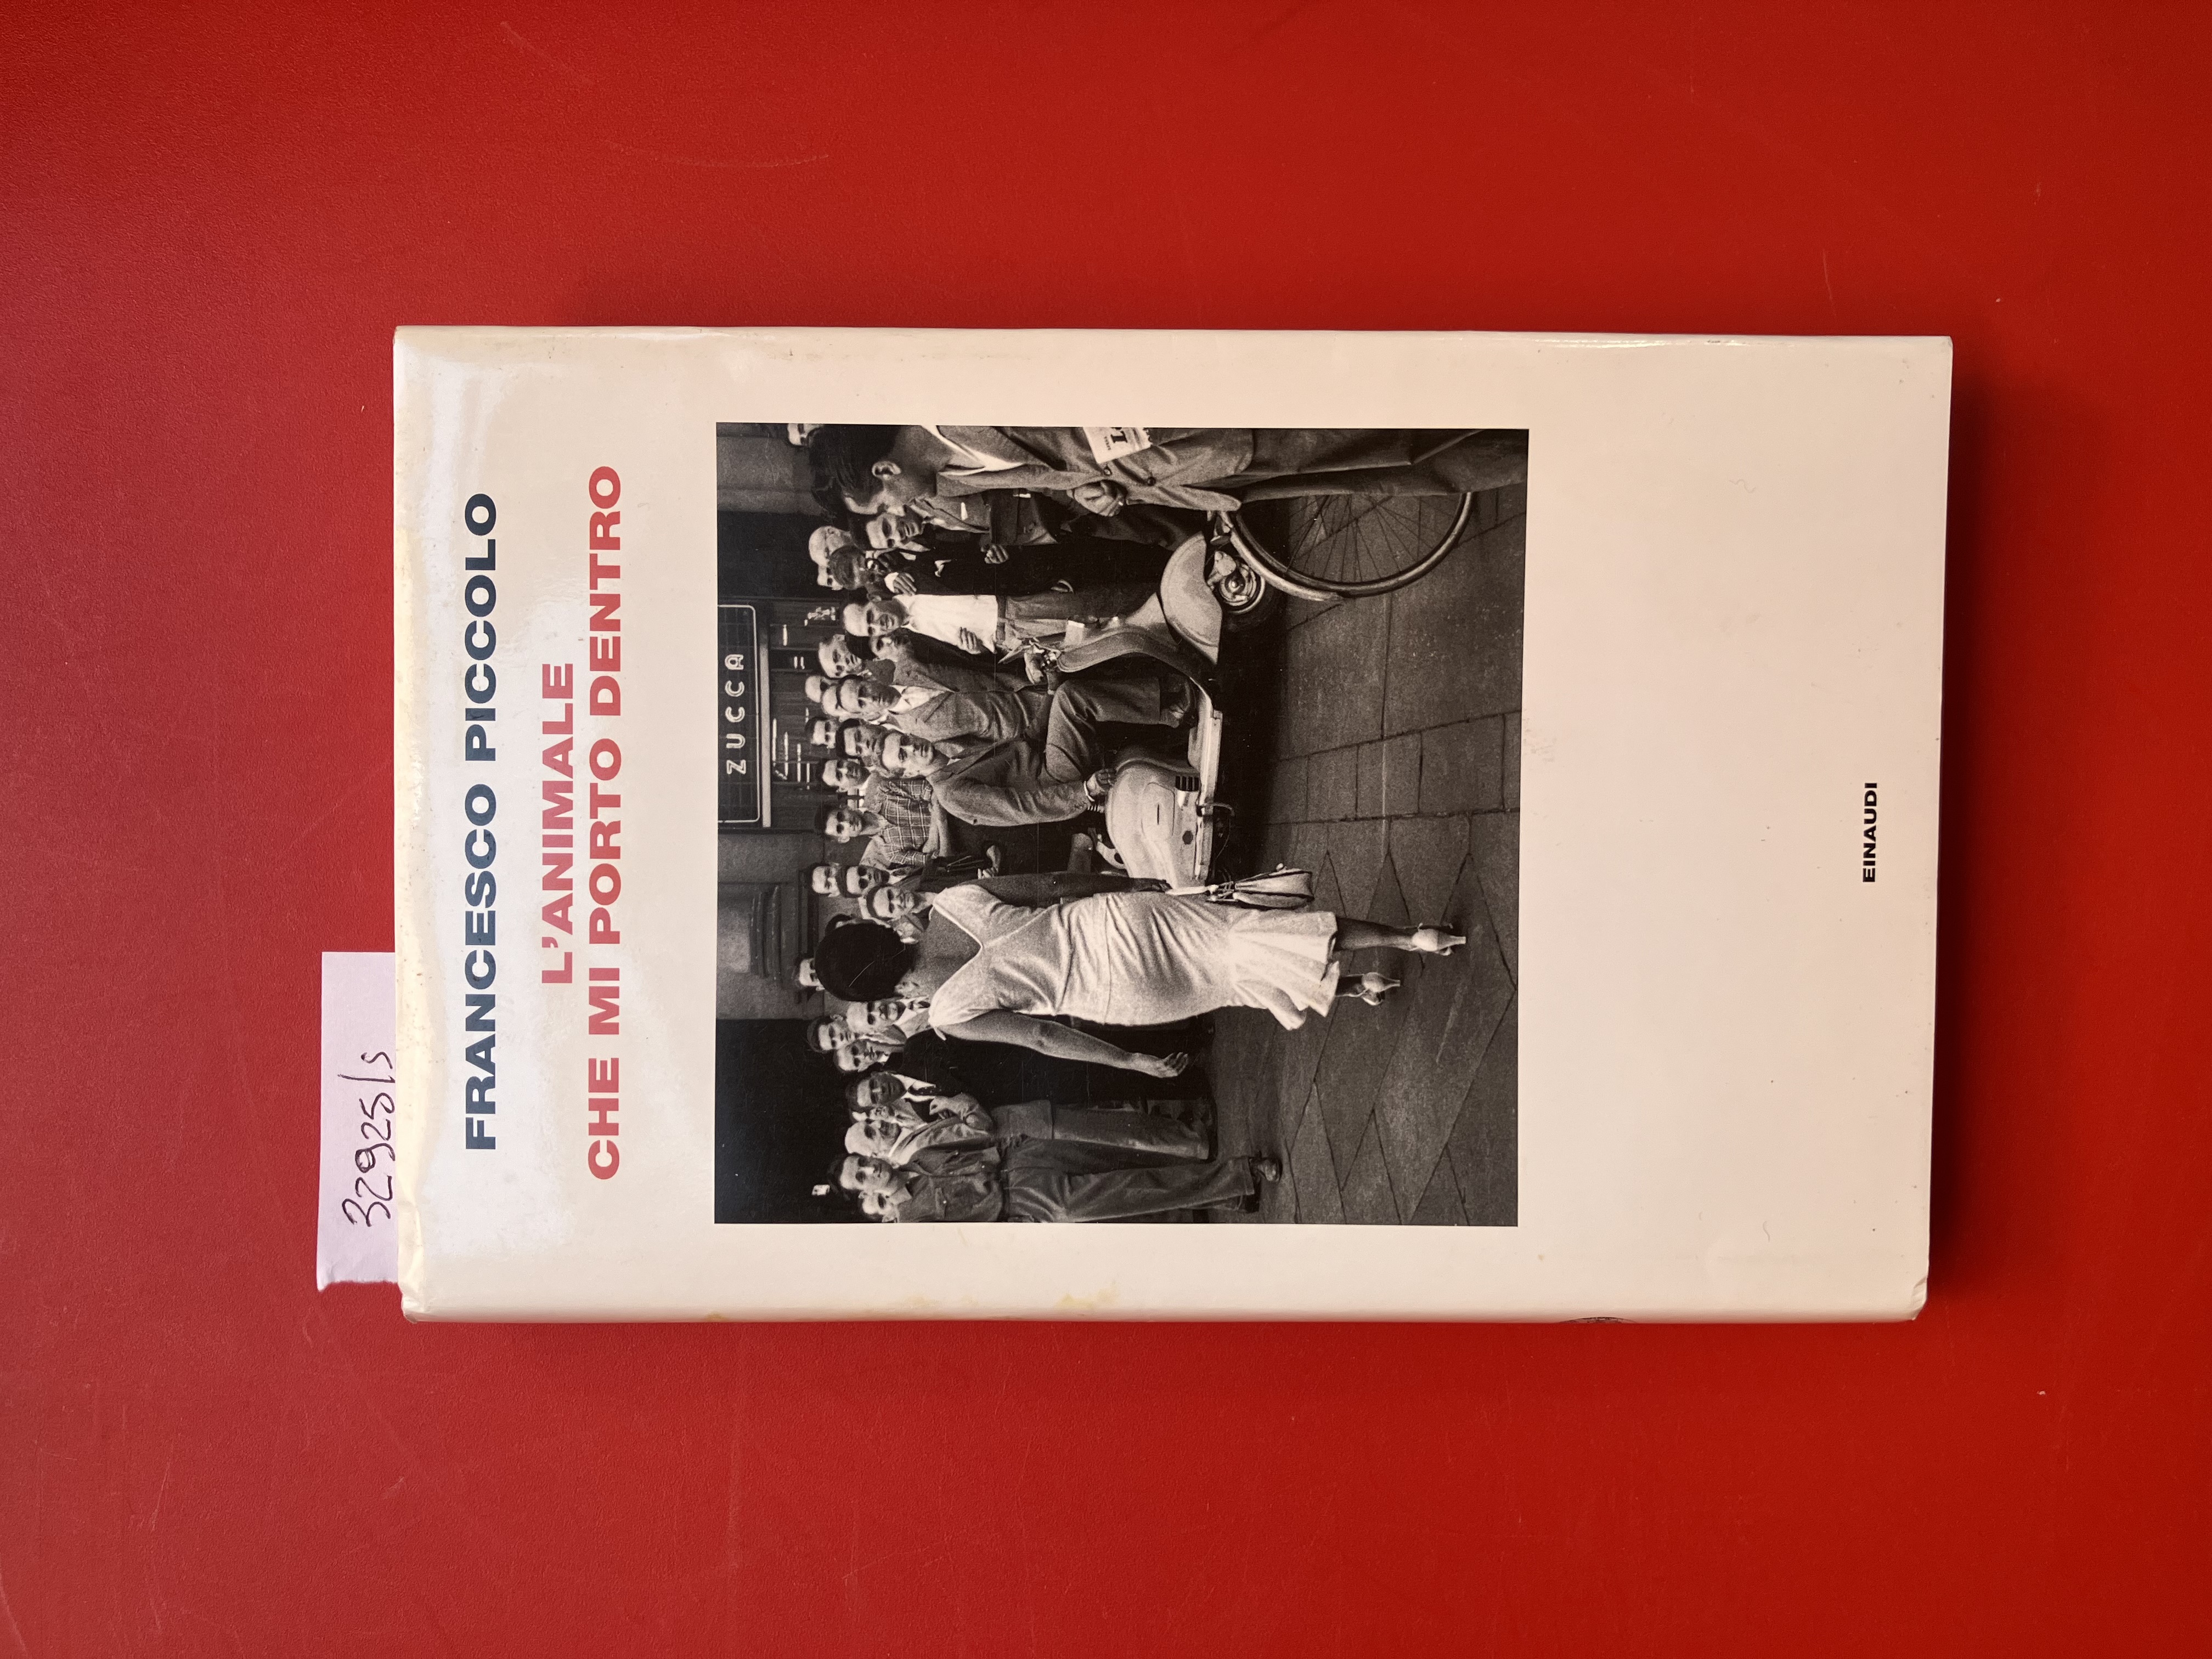 329251s
FRANCESCO PICCOLO
L'ANIMALE
CHE MI PORTO DENTRO
ZUCCA
EINAUDI